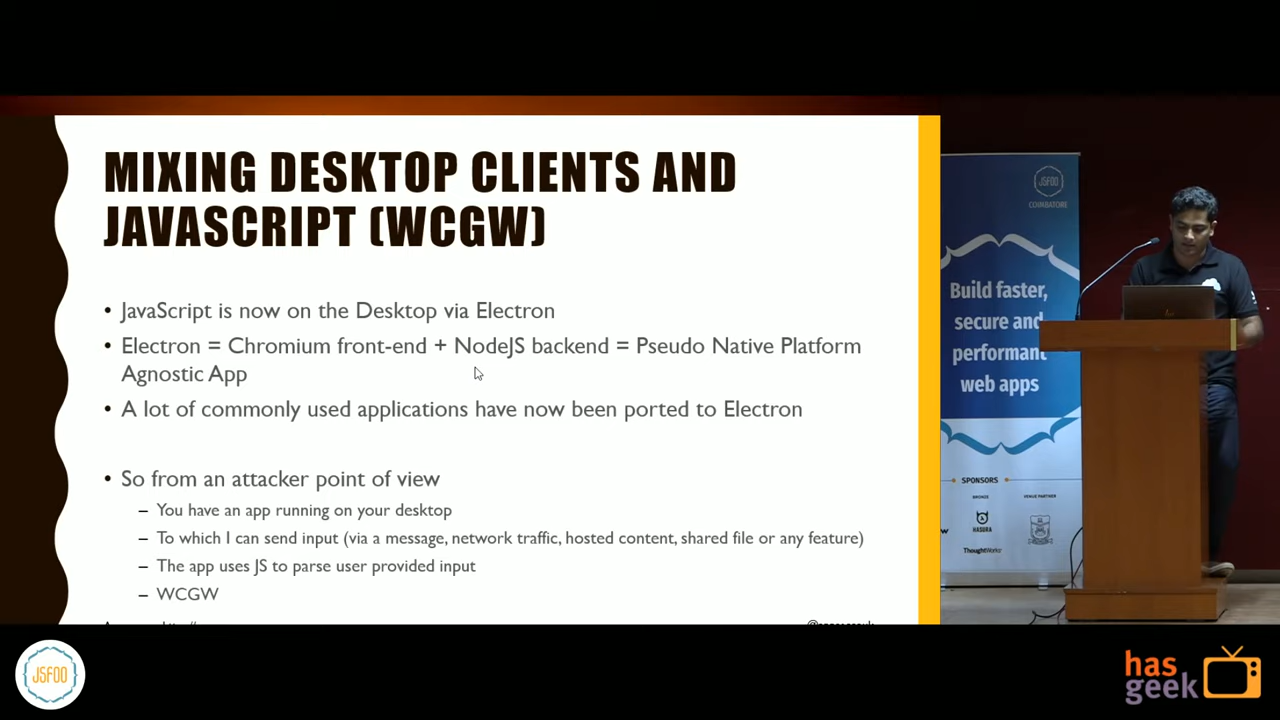 MIXING DESKTOP CLIENTS AND
JAVASCRIPT (WCGW)
• JavaScript is now on the Desktop via Electron
• Electron = Chromium front-end + NodeJS backend = Pseudo Native Platform
Agnostic App
• A lot of commonly used applications have now been ported to Electron
• So from an attacker point of view
– You have an app running on your desktop
– To which I can send input (via a message, network traffic, hosted content, shared file or any feature)
– The app uses JS to parse user provided input
– WCGW
JSFOO
COIMBATORE
Build faster,
secure and
performant
web apps
SPONSORS
BRONZE
VENUE PARTNER
HASURA
ThoughtWorks
JSFOO
has
geek